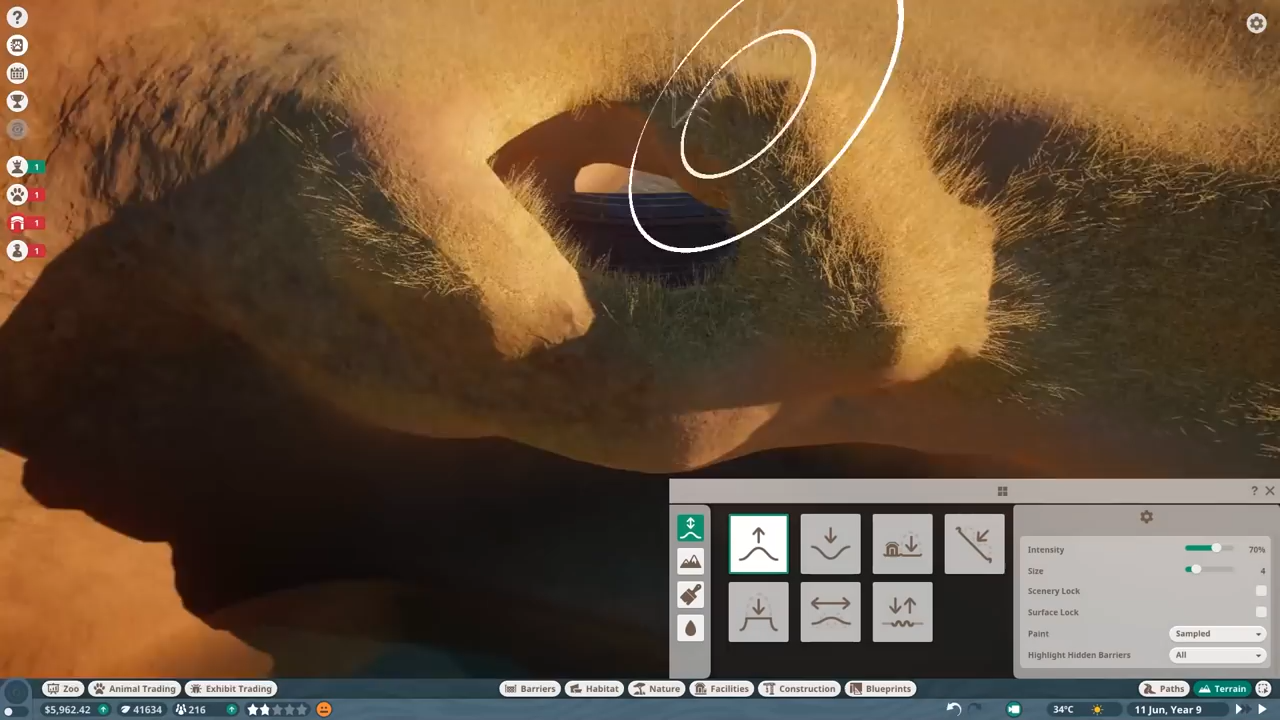 ?
1
1
1
1
?
Intensity 70%
Size 4
Scenery Lock
Surface Lock
Paint Sampled
Highlight Hidden Barriers All
Zoo Animal Trading Exhibit Trading Barriers Habitat Nature Facilities Construction Blueprints Paths Terrain
$5,962.42 41634 216 34°C 11 Jun, Year 9